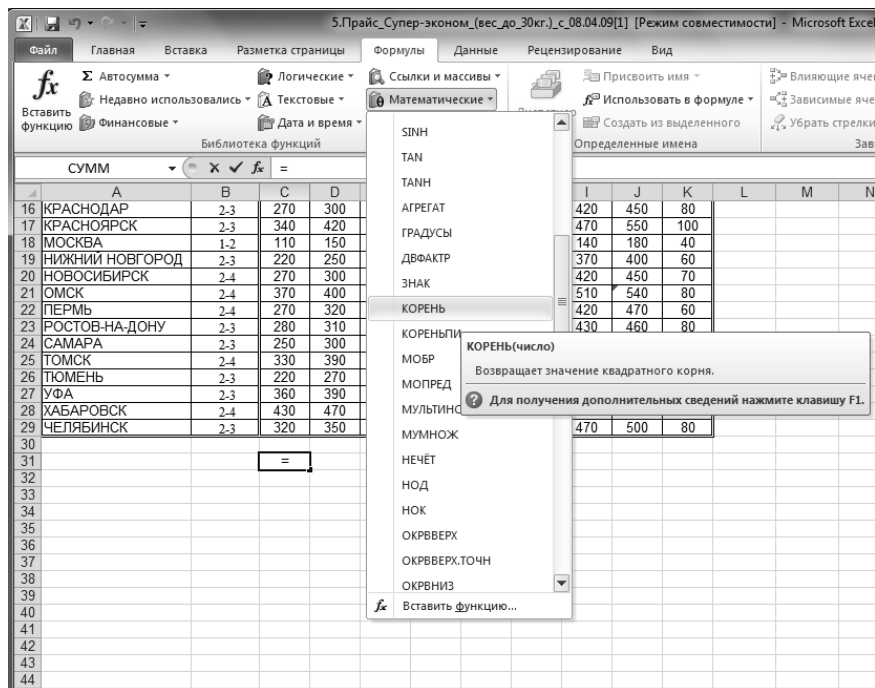 5.Прайс_Супер-эконом_(вес_до_30кг.)_с_08.04.09[1] [Режим совместимости] - Microsoft Excel
Файл Главная Вставка Разметка страницы Формулы Данные Рецензирование Вид
Σ Автосумма Логические Ссылки и массивы Присвоить имя Влияющие
Недавно использовались Текстовые Математические Использовать в формуле Зависимые
Вставить функцию Финансовые Дата и время Создать из выделенного Убрать стрелки
Библиотека функций Определенные имена
СУММ fx =
A B C D I J K L M N
16 КРАСНОДАР 2-3 270 300 420 450 80
17 КРАСНОЯРСК 2-3 340 420 470 550 100
18 МОСКВА 1-2 110 150 140 180 40
19 НИЖНИЙ НОВГОРОД 2-3 220 250 370 400 60
20 НОВОСИБИРСК 2-4 270 300 420 450 70
21 ОМСК 2-4 370 400 510 540 80
22 ПЕРМЬ 2-4 270 320 420 470 60
23 РОСТОВ-НА-ДОНУ 2-3 280 310 430 460 80
24 САМАРА 2-3 250 300
25 ТОМСК 2-4 330 390
26 ТЮМЕНЬ 2-3 220 270
27 УФА 2-3 360 390
28 ХАБАРОВСК 2-4 430 470
29 ЧЕЛЯБИНСК 2-3 320 350 470 500 80
30
31 =
32
33
34
35
36
37
38
39
40
41
42
43
44
SINH
TAN
TANH
АГРЕГАТ
ГРАДУСЫ
ДВФАКТР
ЗНАК
КОРЕНЬ
КОРЕНЬПИ
МОБР
МОПРЕД
МУЛЬТИНО
МУМНОЖ
НЕЧЁТ
НОД
НОК
ОКРВВЕРХ
ОКРВВЕРХ.ТОЧН
ОКРВНИЗ
fx Вставить функцию...
КОРЕНЬ(число)
Возвращает значение квадратного корня.
Для получения дополнительных сведений нажмите клавишу F1.